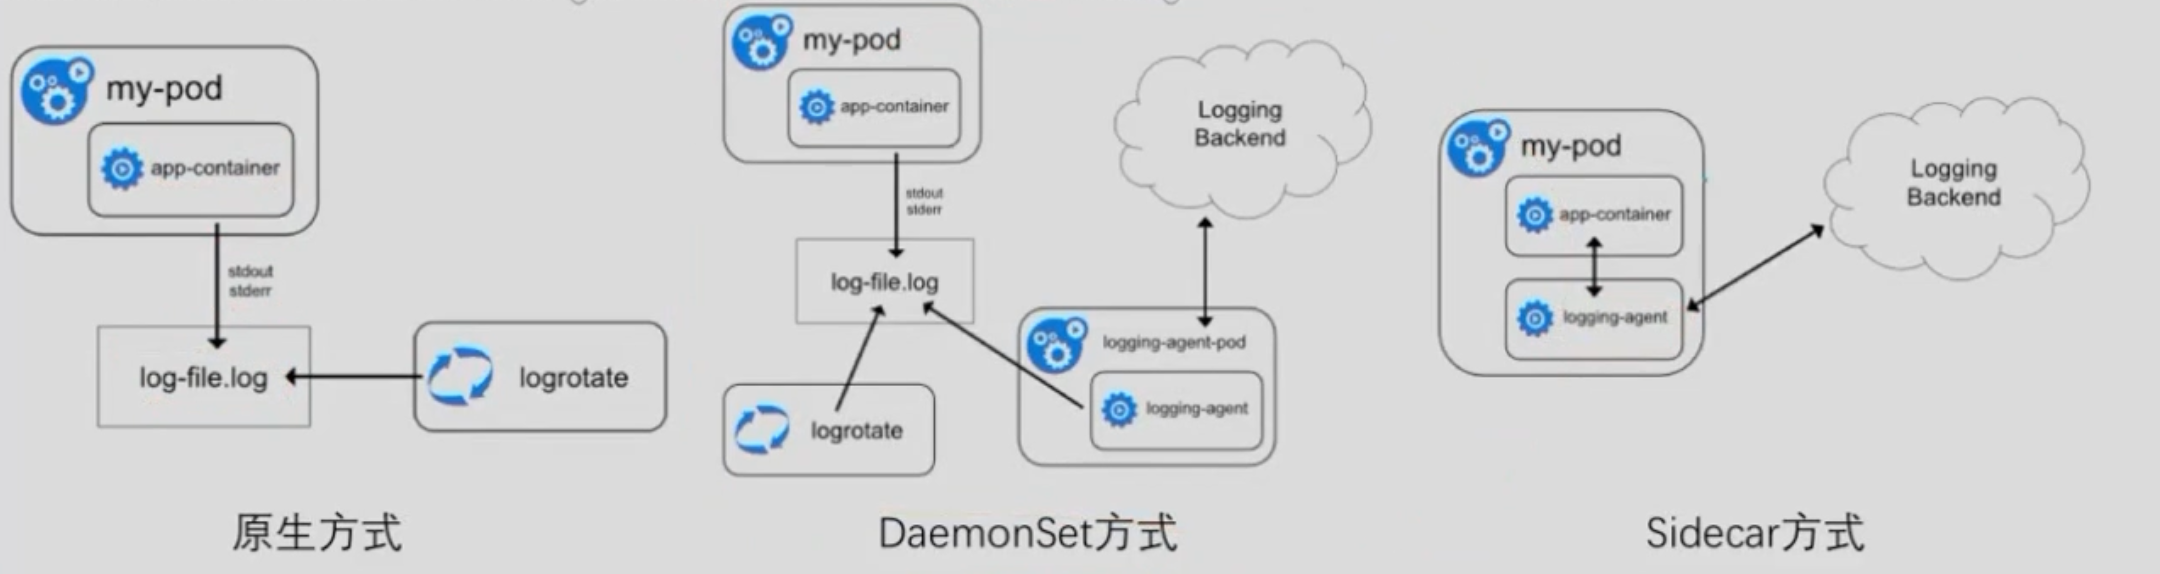 my-pod
app-container
stdout
stderr
log-file.log
logrotate
原生方式
my-pod
app-container
stdout
stderr
log-file.log
logrotate
Logging
Backend
logging-agent-pod
logging-agent
DaemonSet方式
my-pod
app-container
logging-agent
Logging
Backend
Sidecar方式